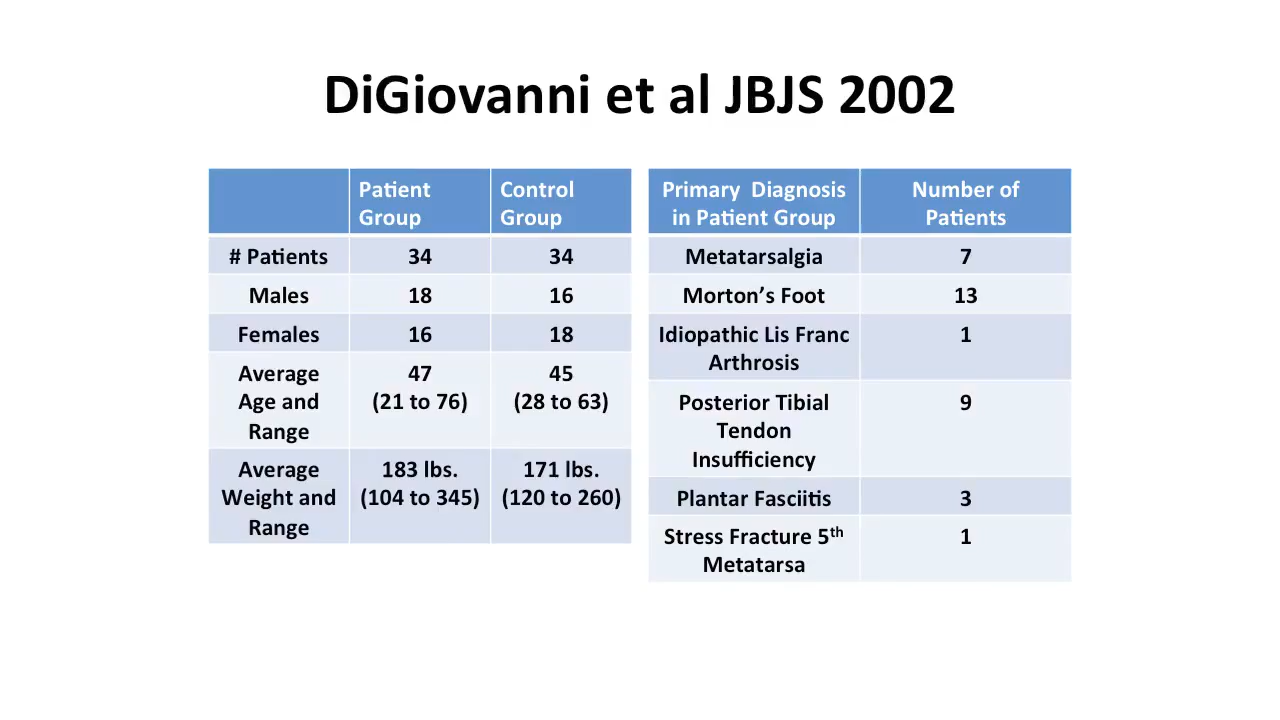 DiGiovanni et al JBJS 2002
Patient
Group
Control
Group
# Patients 34 34
Males 18 16
Females 16 18
Average
Age and
Range
47
(21 to 76)
45
(28 to 63)
Average
Weight and
Range
183 lbs.
(104 to 345)
171 lbs.
(120 to 260)
Primary Diagnosis
in Patient Group
Number of
Patients
Metatarsalgia 7
Morton’s Foot 13
Idiopathic Lis Franc
Arthrosis
1
Posterior Tibial
Tendon
Insufficiency
9
Plantar Fasciitis 3
Stress Fracture 5th
Metatarsa
1